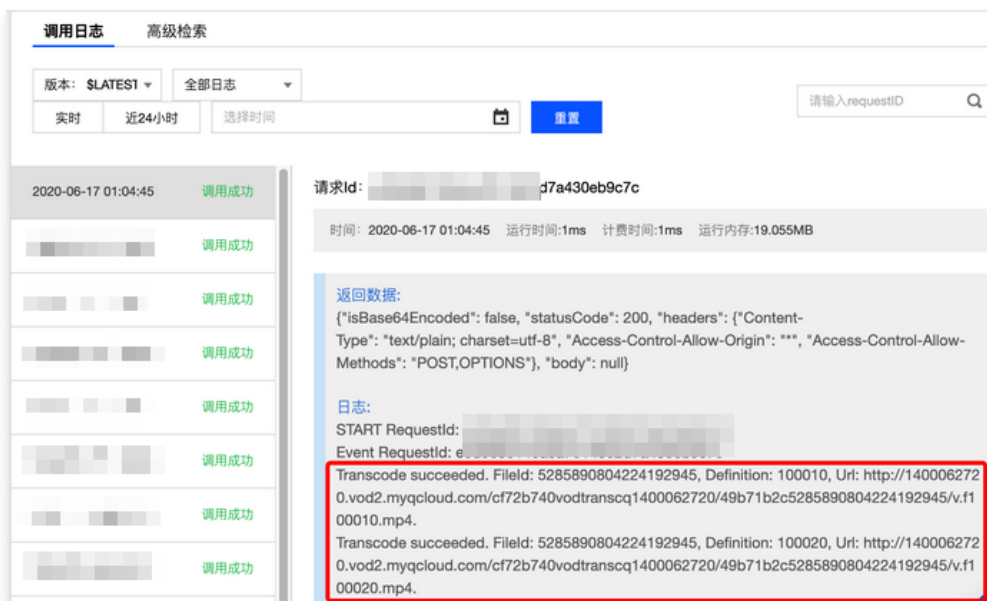 调用日志 高级检索
版本： $LATEST 全部日志
请输入requestID
实时 近24小时 选择时间 重置
2020-06-17 01:04:45 调用成功
请求Id： d7a430eb9c7c
时间： 2020-06-17 01:04:45 运行时间:1ms 计费时间:1ms 运行内存:19.055MB
调用成功
调用成功
调用成功
调用成功
调用成功
调用成功
调用成功
返回数据:
{"isBase64Encoded": false, "statusCode": 200, "headers": {"Content-
Type": "text/plain; charset=utf-8", "Access-Control-Allow-Origin": "*", "Access-Control-Allow-
Methods": "POST,OPTIONS"}, "body": null}
日志:
START RequestId:
Event RequestId:
Transcode succeeded. FileId: 5285890804224192945, Definition: 100010, Url: http://140006272
0.vod2.myqcloud.com/cf72b740vodtranscq1400062720/49b71b2c5285890804224192945/v.f1
00010.mp4.
Transcode succeeded. FileId: 5285890804224192945, Definition: 100020, Url: http://140006272
0.vod2.myqcloud.com/cf72b740vodtranscq1400062720/49b71b2c5285890804224192945/v.f1
00020.mp4.